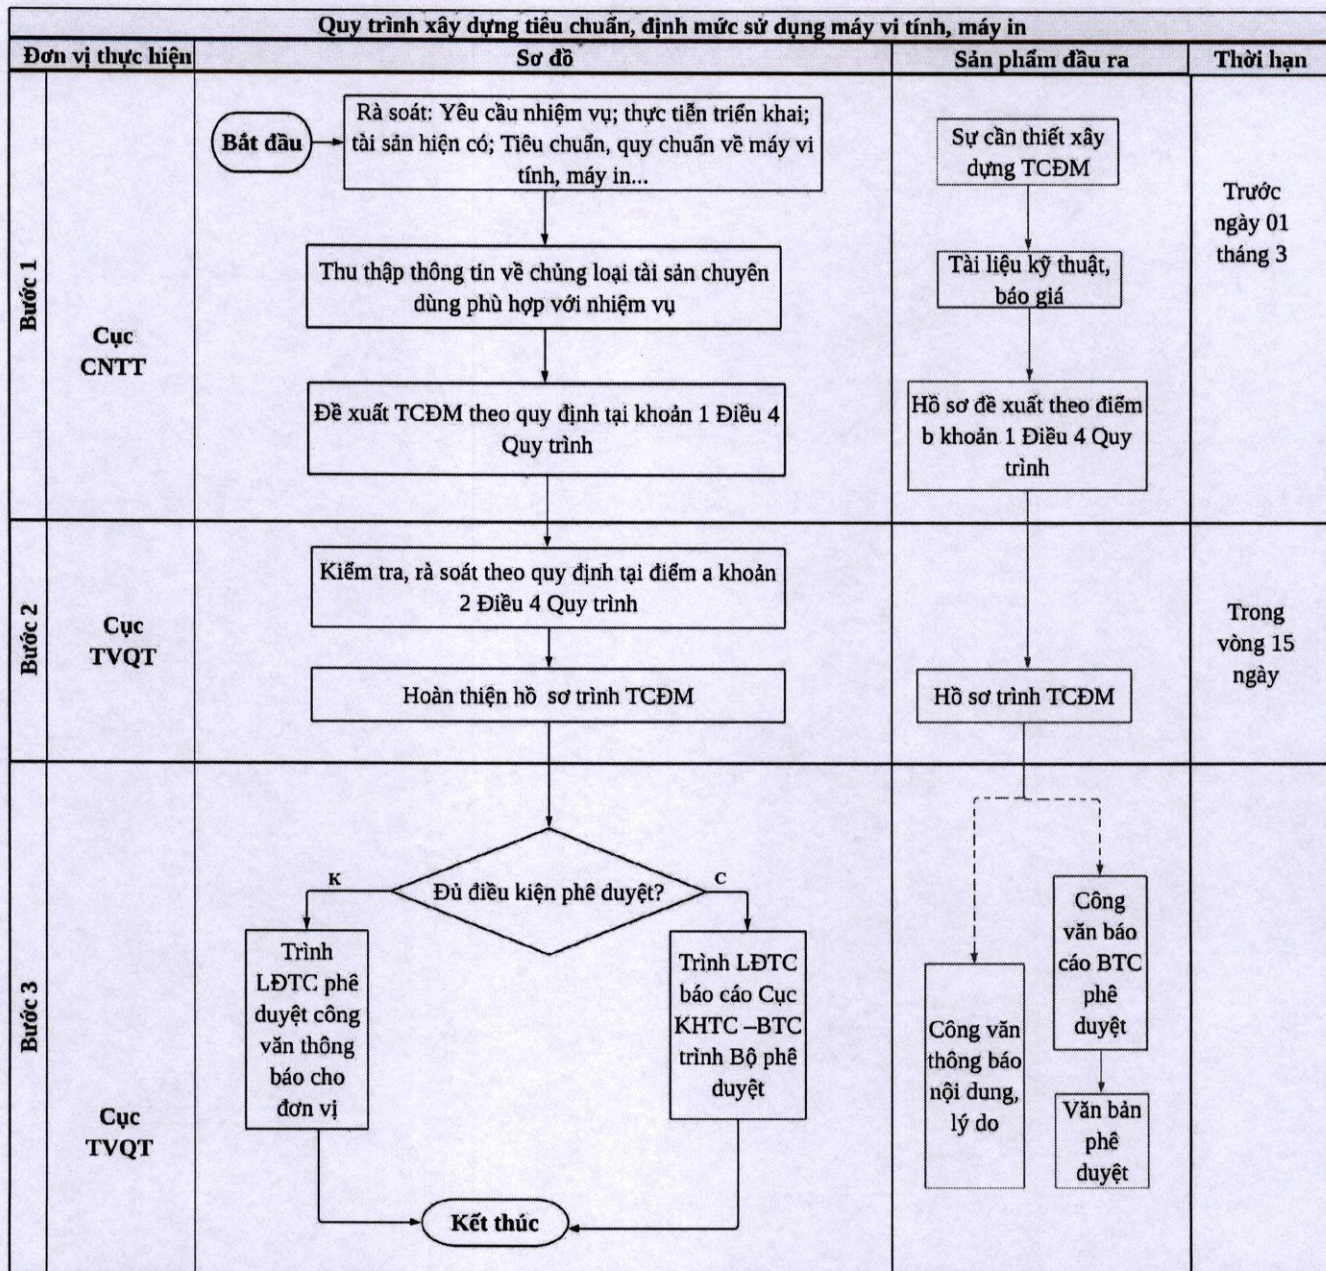 Quy trình xây dựng tiêu chuẩn, định mức sử dụng máy vi tính, máy in
Đơn vị thực hiện
Sơ đồ
Sản phẩm đầu ra
Thời hạn
Bước 1
Cục
CNTT
Bắt đầu
Rà soát: Yêu cầu nhiệm vụ; thực tiễn triển khai;
tài sản hiện có; Tiêu chuẩn, quy chuẩn về máy vi
tính, máy in...
Thu thập thông tin về chủng loại tài sản chuyên
dùng phù hợp với nhiệm vụ
Đề xuất TCĐM theo quy định tại khoản 1 Điều 4
Quy trình
Sự cần thiết xây
dựng TCĐM
Tài liệu kỹ thuật,
báo giá
Hồ sơ đề xuất theo điểm
b khoản 1 Điều 4 Quy
trình
Trước
ngày 01
tháng 3
Bước 2
Cục
TVQT
Kiểm tra, rà soát theo quy định tại điểm a khoản
2 Điều 4 Quy trình
Hoàn thiện hồ sơ trình TCĐM
Hồ sơ trình TCĐM
Trong
vòng 15
ngày
Bước 3
Cục
TVQT
Đủ điều kiện phê duyệt?
K
C
Trình
LĐTC phê
duyệt công
văn thông
báo cho
đơn vị
Trình LĐTC
báo cáo Cục
KHTC –BTC
trình Bộ phê
duyệt
Kết thúc
Công văn
thông báo
nội dung,
lý do
Công
văn báo
cáo BTC
phê
duyệt
Văn bản
phê
duyệt